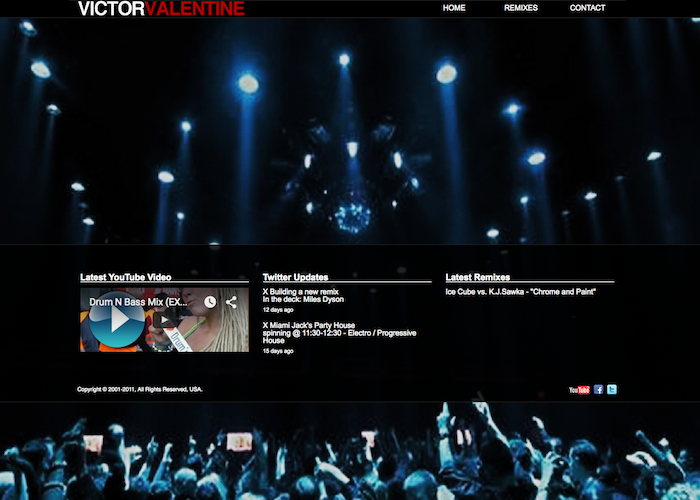 VICTORVALENTINE
HOME REMIXES CONTACT
Latest YouTube Video
Drum N Bass Mix (EX...
Twitter Updates
X Building a new remix
In the deck: Miles Dyson
12 days ago
X Miami Jack's Party House
spinning @ 11:30-12:30 - Electro / Progressive
House
15 days ago
Latest Remixes
Ice Cube vs. K.J.Sawka - "Chrome and Paint"
Copyright © 2001-2011, All Rights Reserved, USA.
YouTube